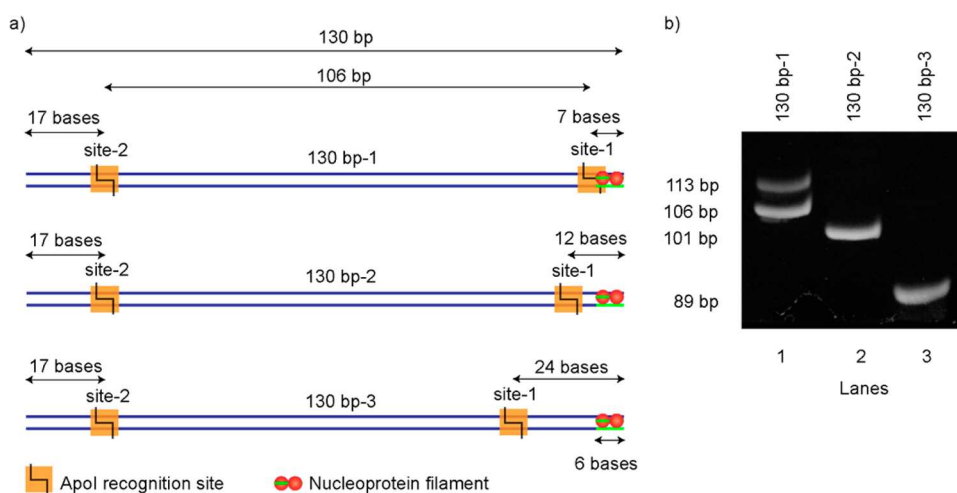 a)
130 bp
106 bp
17 bases
7 bases
site-2
130 bp-1
site-1
17 bases
12 bases
site-2
130 bp-2
site-1
17 bases
24 bases
site-2
130 bp-3
site-1
6 bases
ApoI recognition site
Nucleoprotein filament
b)
130 bp-1
130 bp-2
130 bp-3
113 bp
106 bp
101 bp
89 bp
1 2 3
Lanes